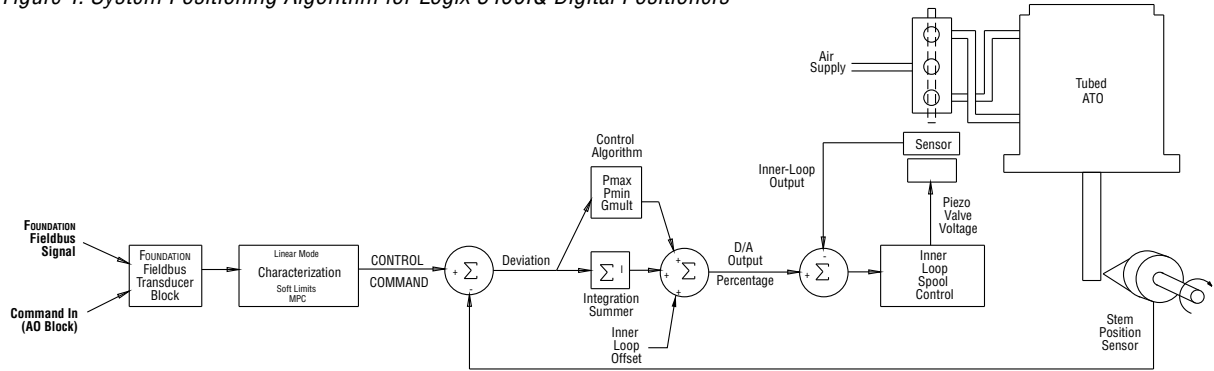 Figure 1: System Positioning Algorithm for Logix 3400IQ Digital Positioners
Air
Supply
Tubed
ATO
Sensor
Control
Algorithm
Pmax
Pmin
Gmult
Inner-Loop
Output
Piezo
Valve
Voltage
FOUNDATION
Fieldbus
Signal
FOUNDATION
Fieldbus
Transducer
Block
Linear Mode
Characterization
Soft Limits
MPC
CONTROL
COMMAND
+ Σ -
Deviation
Σ I
Integration
Summer
+ + Σ +
D/A
Output
Percentage
- + Σ
Inner
Loop
Spool
Control
Command In
(AO Block)
Inner
Loop
Offset
Stem
Position
Sensor